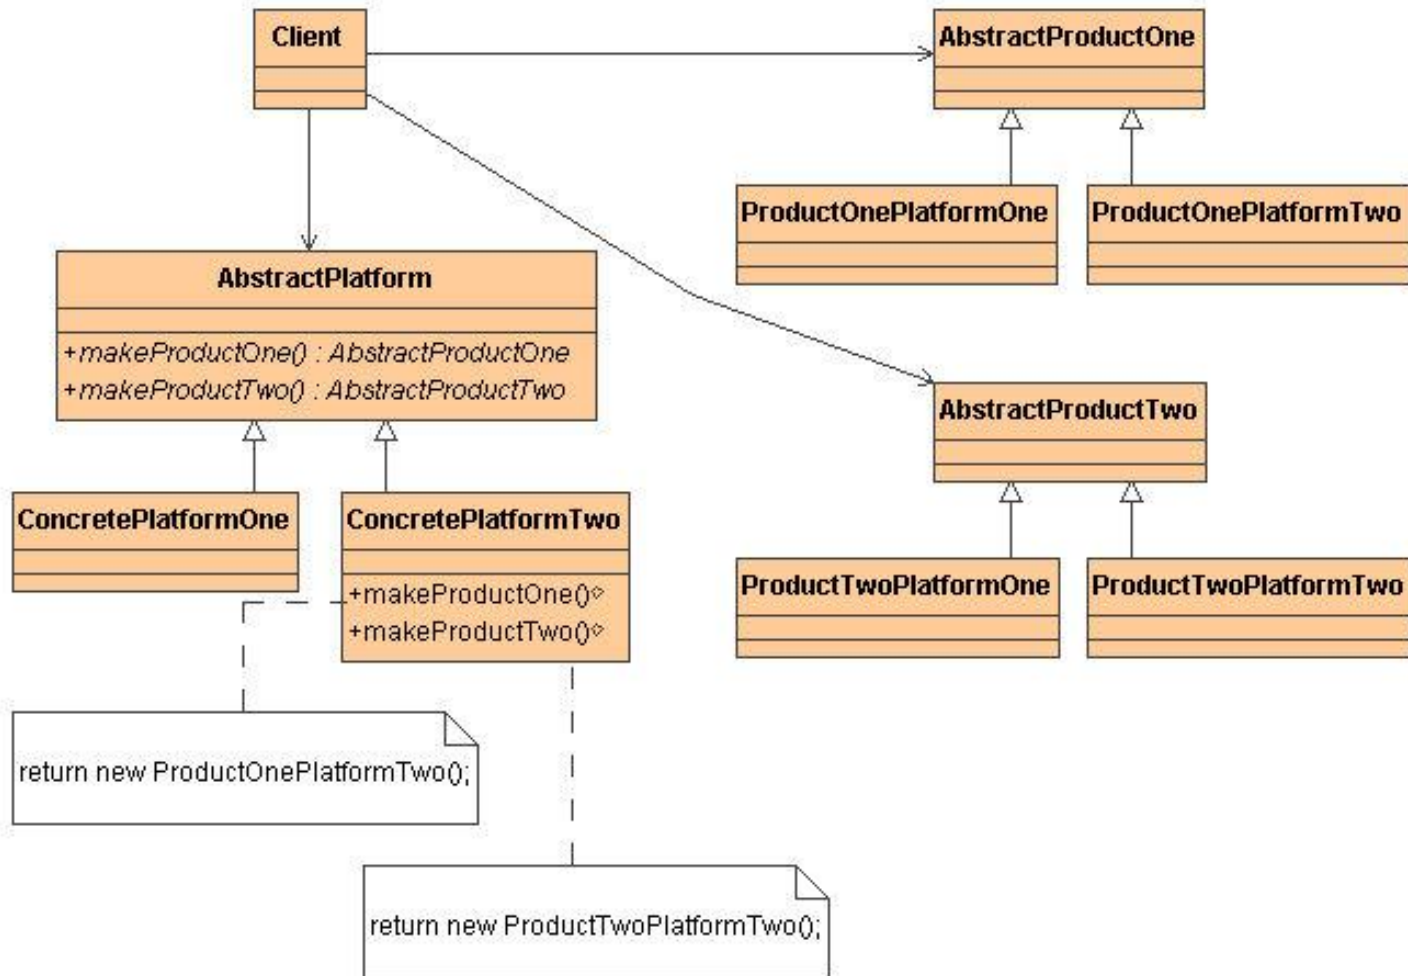 Client
AbstractProductOne
ProductOnePlatformOne
ProductOnePlatformTwo
AbstractPlatform
+makeProductOne() : AbstractProductOne
+makeProductTwo() : AbstractProductTwo
AbstractProductTwo
ConcretePlatformOne
ConcretePlatformTwo
+makeProductOne()
+makeProductTwo()
ProductTwoPlatformOne
ProductTwoPlatformTwo
return new ProductOnePlatformTwo();
return new ProductTwoPlatformTwo();